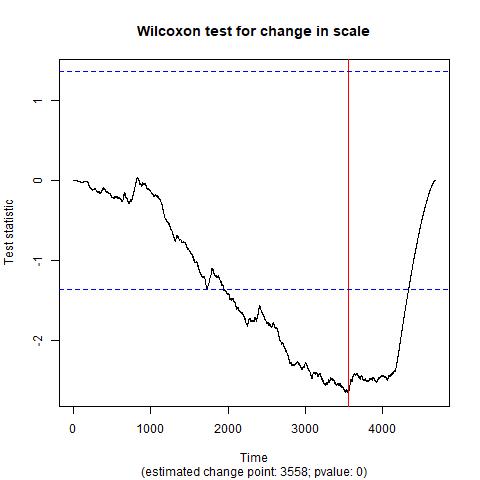 Wilcoxon test for change in scale
Test statistic
1
0
-1
-2
0 1000 2000 3000 4000
Time
(estimated change point: 3558; pvalue: 0)